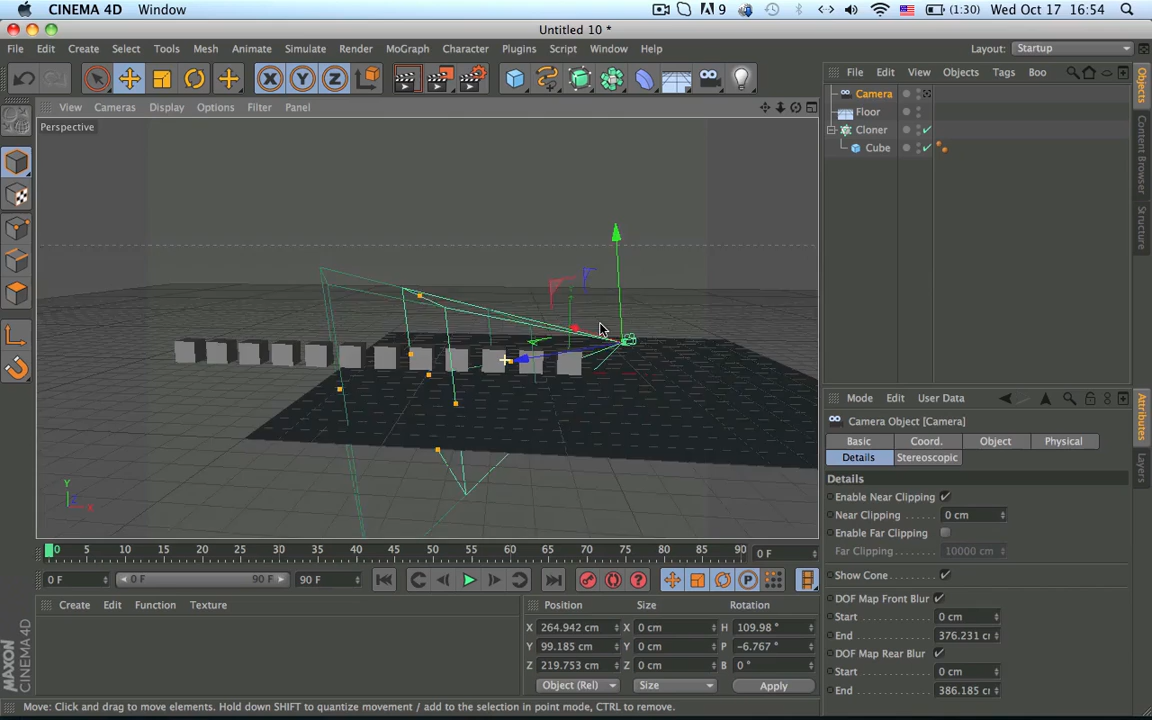 CINEMA 4D Window 9 (1:30) Wed Oct 17 16:54
Untitled 10 *
File Edit Create Select Tools Mesh Animate Simulate Render MoGraph Character Plugins Script Window Help Layout: Startup
X Y Z
File Edit View Objects Tags Boo
View Cameras Display Options Filter Panel
Perspective
Camera
Floor
Cloner
Cube
Objects
Content Browser
Structure
Mode Edit User Data
Camera Object [Camera]
Basic Coord. Object Physical
Details Stereoscopic
Details
Enable Near Clipping
Near Clipping . . . . . . 0 cm
Enable Far Clipping
Far Clipping . . . . . . . 10000 cm
Show Cone . . . . . . .
DOF Map Front Blur
Start . . . . . . . . . . . . 0 cm
End . . . . . . . . . . . . 376.231 cı
DOF Map Rear Blur
Start . . . . . . . . . . . . 0 cm
End . . . . . . . . . . . . 386.185 cı
Attributes
Layers
Y
Z
X
0 5 10 15 20 25 30 35 40 45 50 55 60 65 70 75 80 85 90 0 F
0 F 0 F 90 F 90 F
P
Create Edit Function Texture
Position Size Rotation
X 264.942 cm X 0 cm H 109.98 °
Y 99.185 cm Y 0 cm P -6.767 °
Z 219.753 cm Z 0 cm B 0 °
Object (Rel) Size Apply
MAXON
CINEMA 4D
Move: Click and drag to move elements. Hold down SHIFT to quantize movement / add to the selection in point mode, CTRL to remove.